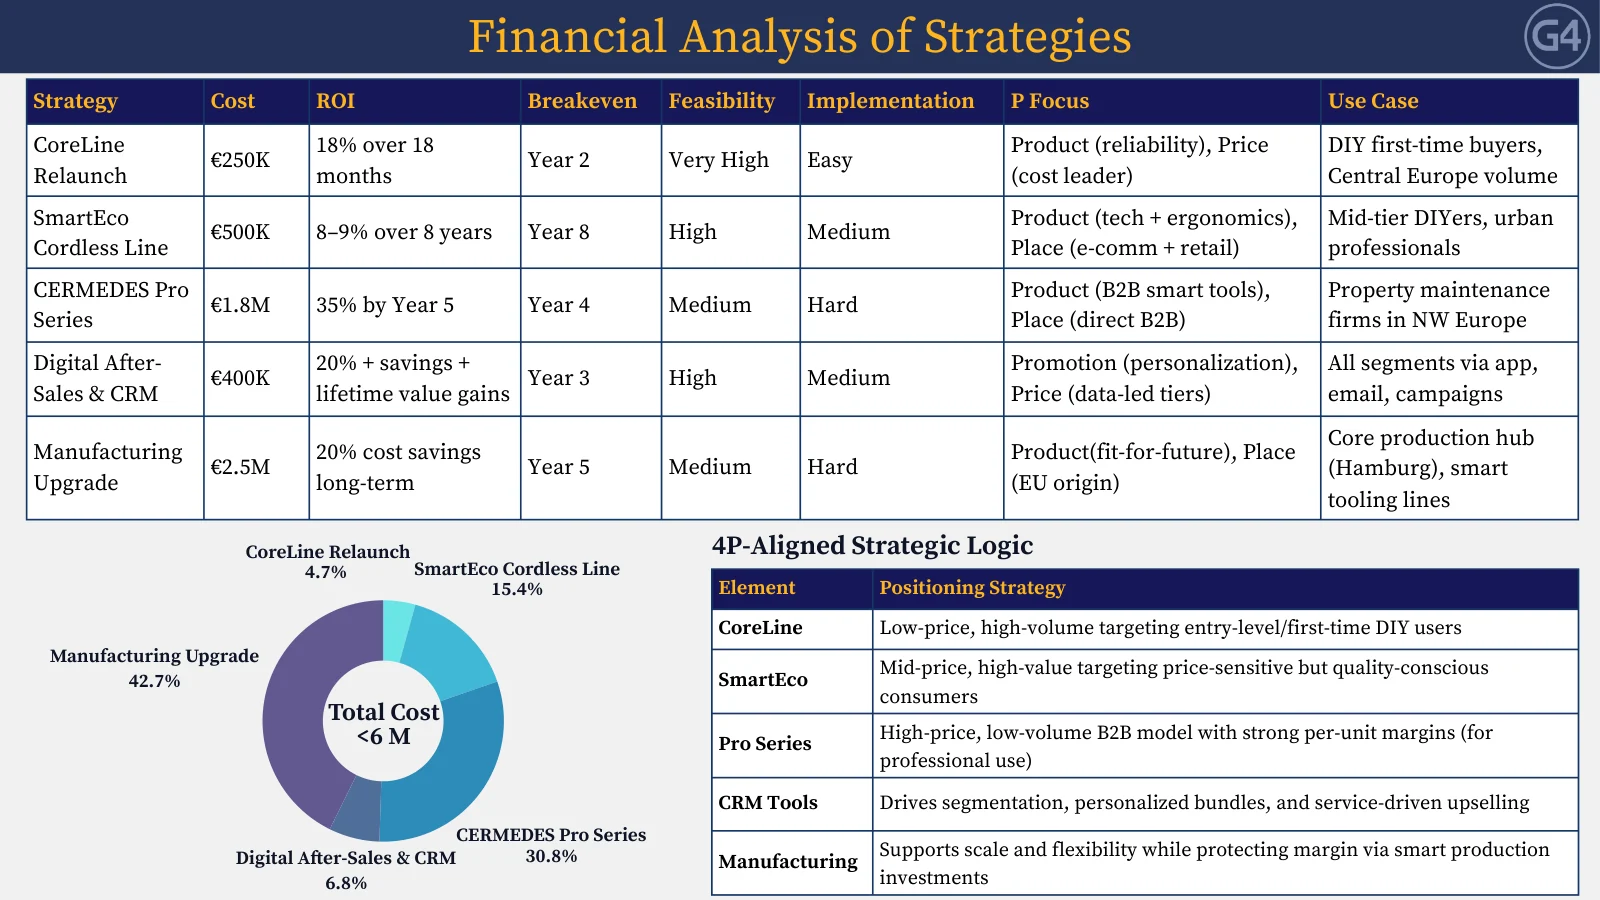 Financial Analysis of Strategies
G4
Strategy Cost ROI Breakeven Feasibility Implementation P Focus Use Case
CoreLine
Relaunch
€250K
18% over 18
months
Year 2
Very High
Easy
Product (reliability), Price
(cost leader)
DIY first-time buyers,
Central Europe volume
SmartEco
Cordless Line
€500K
8–9% over 8 years
Year 8
High
Medium
Product (tech + ergonomics),
Place (e-comm + retail)
Mid-tier DIYers, urban
professionals
CERMEDES Pro
Series
€1.8M
35% by Year 5
Year 4
Medium
Hard
Product (B2B smart tools),
Place (direct B2B)
Property maintenance
firms in NW Europe
Digital After-
Sales & CRM
€400K
20% + savings +
lifetime value gains
Year 3
High
Medium
Promotion (personalization),
Price (data-led tiers)
All segments via app,
email, campaigns
Manufacturing
Upgrade
€2.5M
20% cost savings
long-term
Year 5
Medium
Hard
Product(fit-for-future), Place
(EU origin)
Core production hub
(Hamburg), smart
tooling lines
CoreLine Relaunch
4.7%
SmartEco Cordless Line
15.4%
Manufacturing Upgrade
42.7%
Total Cost
<6 M
CERMEDES Pro Series
30.8%
Digital After-Sales & CRM
6.8%
4P-Aligned Strategic Logic
Element Positioning Strategy
CoreLine
Low-price, high-volume targeting entry-level/first-time DIY users
SmartEco
Mid-price, high-value targeting price-sensitive but quality-conscious
consumers
Pro Series
High-price, low-volume B2B model with strong per-unit margins (for
professional use)
CRM Tools
Drives segmentation, personalized bundles, and service-driven upselling
Manufacturing
Supports scale and flexibility while protecting margin via smart production
investments